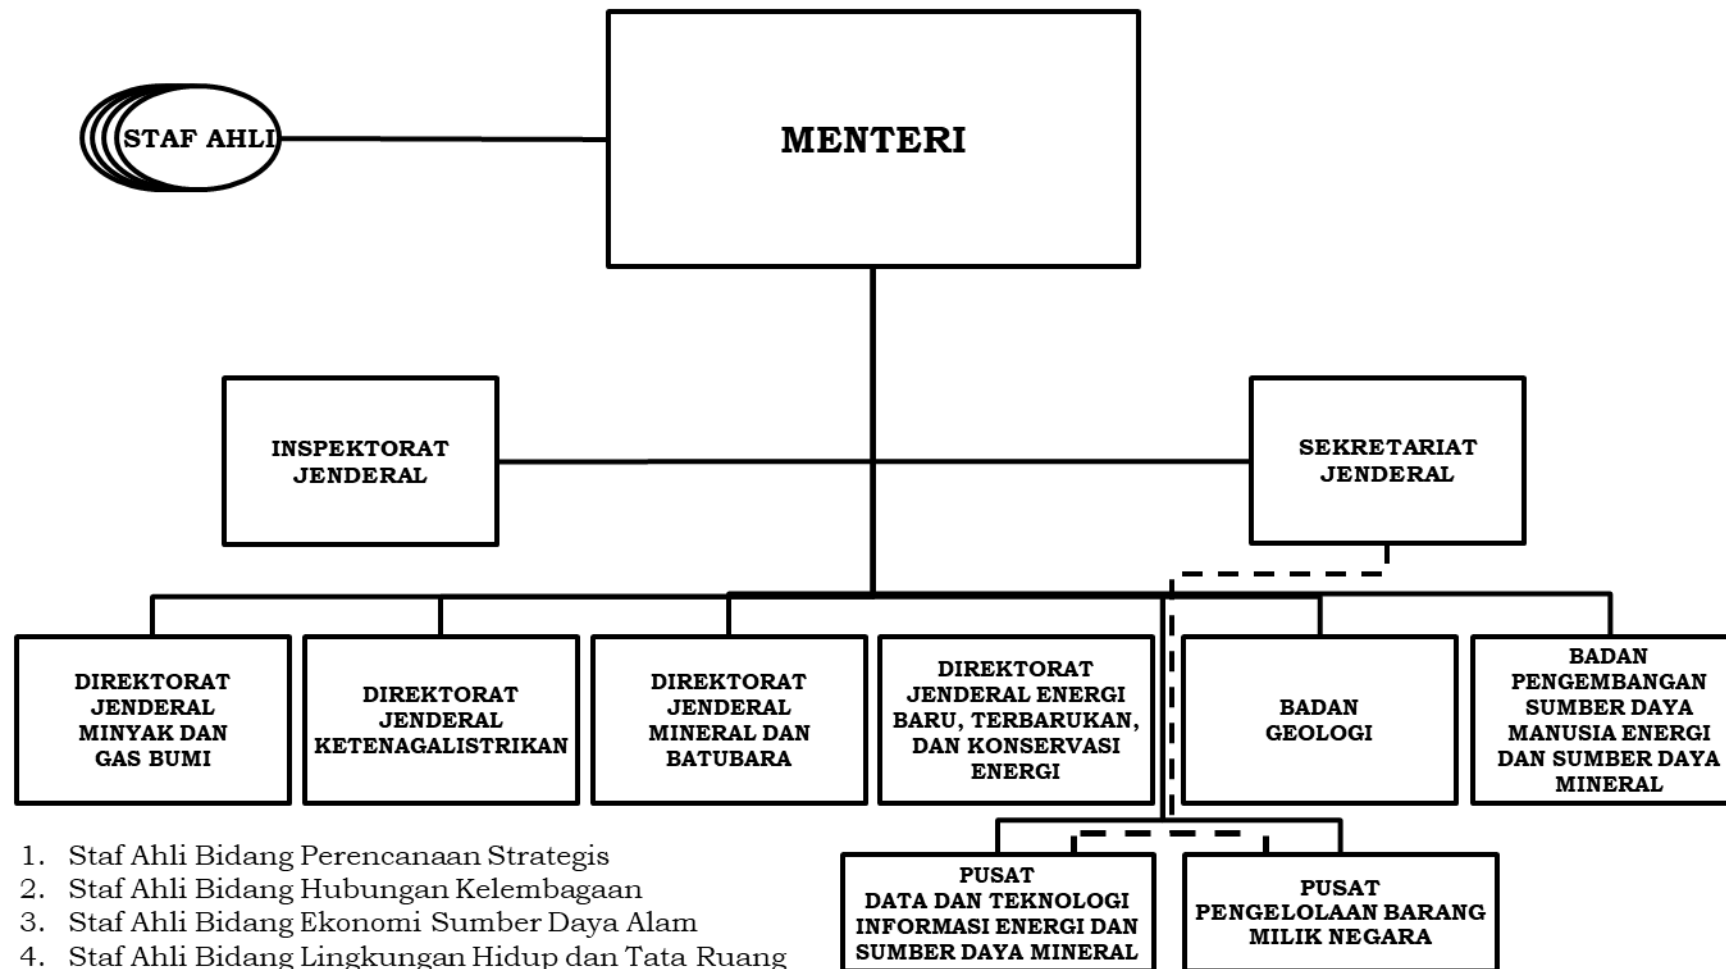 MENTERI
STAF AHLI
INSPEKTORAT
JENDERAL
SEKRETARIAT
JENDERAL
DIREKTORAT
JENDERAL
MINYAK DAN
GAS BUMI
DIREKTORAT
JENDERAL
KETENAGALISTRIKAN
DIREKTORAT
JENDERAL
MINERAL DAN
BATUBARA
DIREKTORAT
JENDERAL ENERGI
BARU, TERBARUKAN,
DAN KONSERVASI
ENERGI
BADAN
GEOLOGI
BADAN
PENGEMBANGAN
SUMBER DAYA
MANUSIA ENERGI
DAN SUMBER DAYA
MINERAL
1. Staf Ahli Bidang Perencanaan Strategis
2. Staf Ahli Bidang Hubungan Kelembagaan
3. Staf Ahli Bidang Ekonomi Sumber Daya Alam
4. Staf Ahli Bidang Lingkungan Hidup dan Tata Ruang
PUSAT
DATA DAN TEKNOLOGI
INFORMASI ENERGI DAN
SUMBER DAYA MINERAL
PUSAT
PENGELOLAAN BARANG
MILIK NEGARA